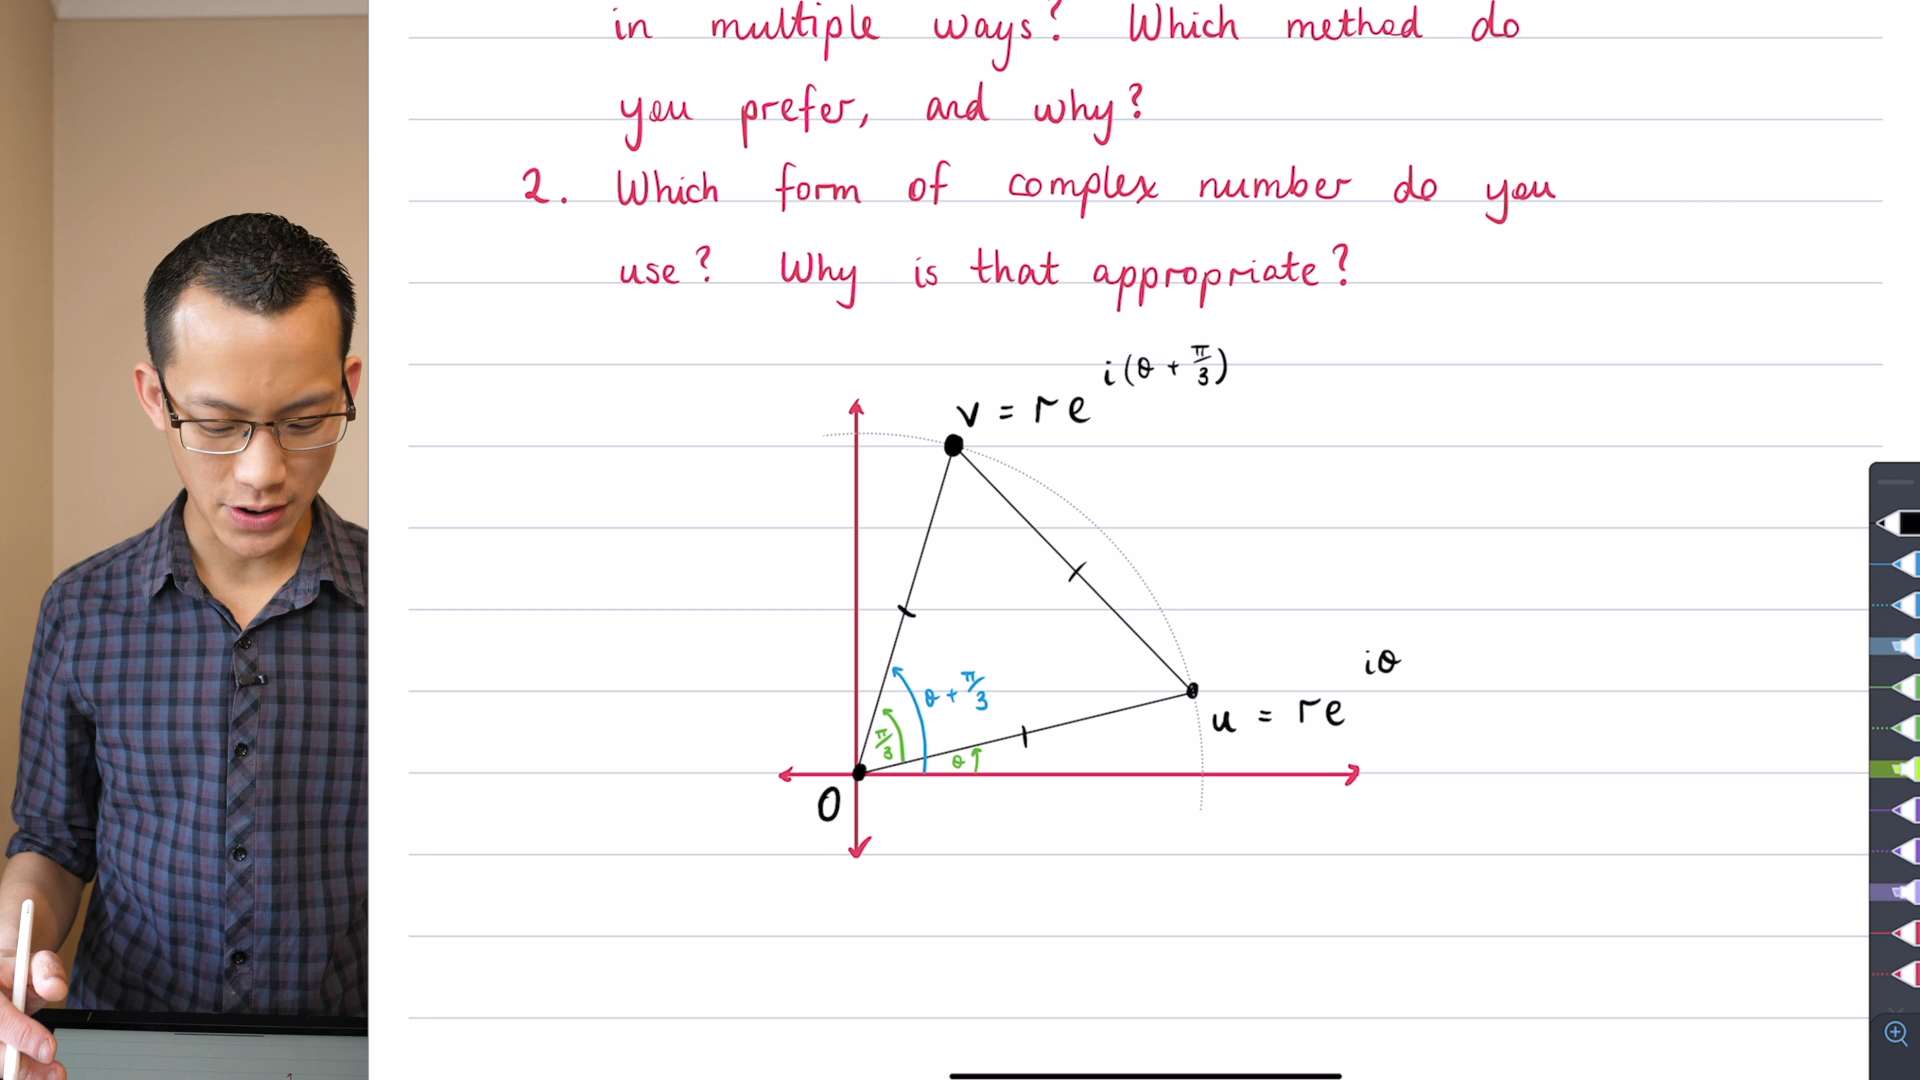 in multiple ways? Which method do
you prefer, and why?
2. Which form of complex number do you
use? Why is that appropriate?
v = re^{i(θ + π/3)}
θ + π/3
π/3
θ
u = re^{iθ}
O